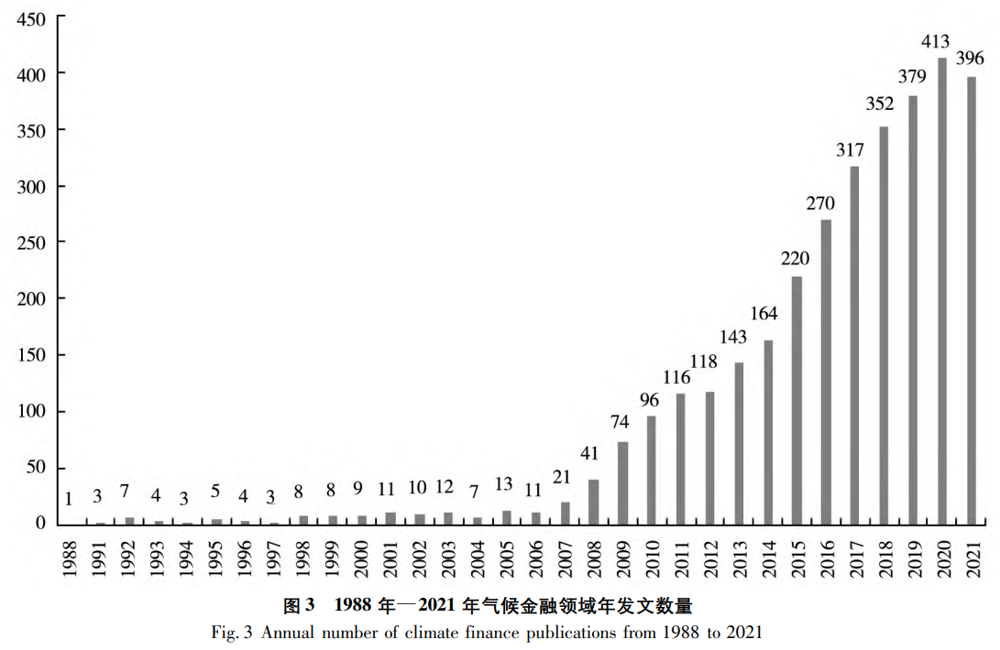 450
400
350
300
250
200
150
100
50
0
1 3 7 4 3 5 4 3 8 8 9 11 10 12 7 13 11 21 41 74 96 116 118 143 164 220 270 317 352 379 413 396
1988 1991 1992 1993 1994 1995 1996 1997 1998 1999 2000 2001 2002 2003 2004 2005 2006 2007 2008 2009 2010 2011 2012 2013 2014 2015 2016 2017 2018 2019 2020 2021
图 3 1988 年—2021 年气候金融领域年发文数量
Fig. 3 Annual number of climate finance publications from 1988 to 2021